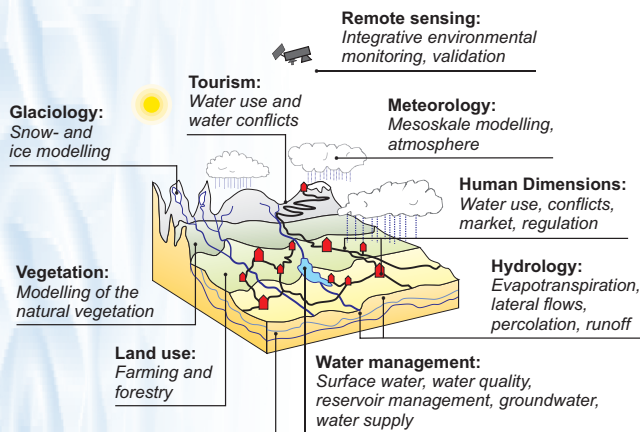 Remote sensing:
Integrative environmental
monitoring, validation
Tourism:
Water use and
water conflicts
Glaciology:
Snow- and
ice modelling
Meteorology:
Mesoskale modelling,
atmosphere
Human Dimensions:
Water use, conflicts,
market, regulation
Vegetation:
Modelling of the
natural vegetation
Hydrology:
Evapotranspiration,
lateral flows,
percolation, runoff
Land use:
Farming and
forestry
Water management:
Surface water, water quality,
reservoir management, groundwater,
water supply